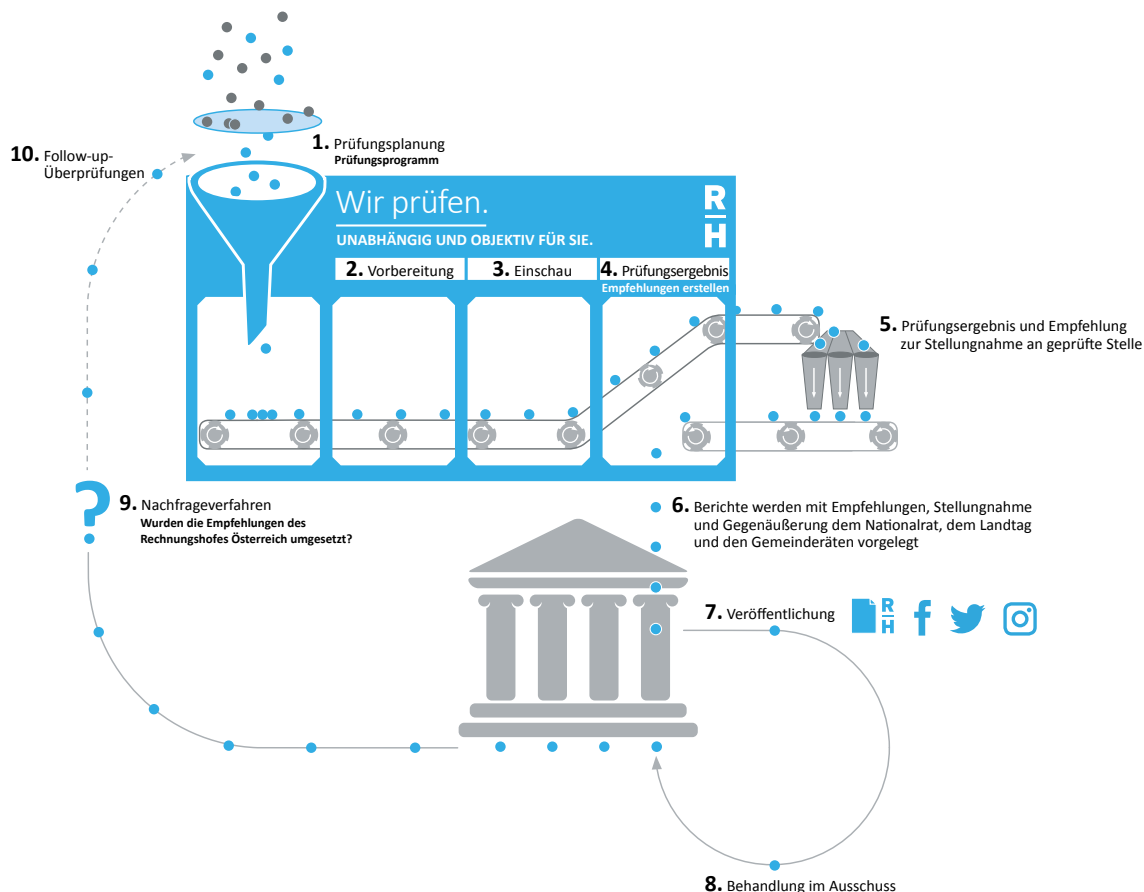 1. Prüfungsplanung
Prüfungsprogramm
10. Follow-up-
Überprüfungen
Wir prüfen.
UNABHÄNGIG UND OBJEKTIV FÜR SIE.
R
H
2. Vorbereitung
3. Einschau
4. Prüfungsergebnis
Empfehlungen erstellen
5. Prüfungsergebnis und Empfehlung
zur Stellungnahme an geprüfte Stelle
?
9. Nachfrageverfahren
Wurden die Empfehlungen des
Rechnungshofes Österreich umgesetzt?
6. Berichte werden mit Empfehlungen, Stellungnahme
und Gegenäußerung dem Nationalrat, dem Landtag
und den Gemeinderäten vorgelegt
7. Veröffentlichung
R
H
8. Behandlung im Ausschuss